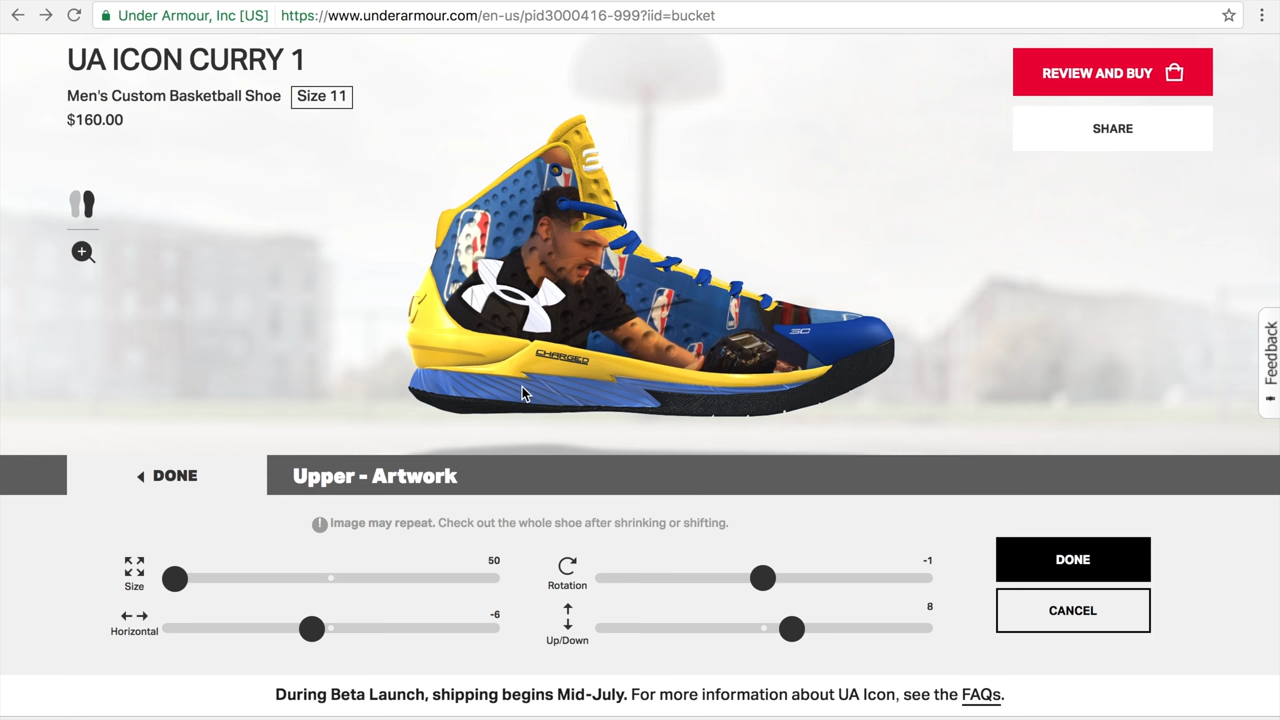 Under Armour, Inc [US] https://www.underarmour.com/en-us/pid3000416-999?iid=bucket
UA ICON CURRY 1
Men's Custom Basketball Shoe Size 11
$160.00
REVIEW AND BUY
SHARE
CHARGED
30
Feedback
DONE
Upper - Artwork
Image may repeat. Check out the whole shoe after shrinking or shifting.
Size
50
Rotation
-1
Horizontal
-6
Up/Down
8
DONE
CANCEL
During Beta Launch, shipping begins Mid-July. For more information about UA Icon, see the FAQs.